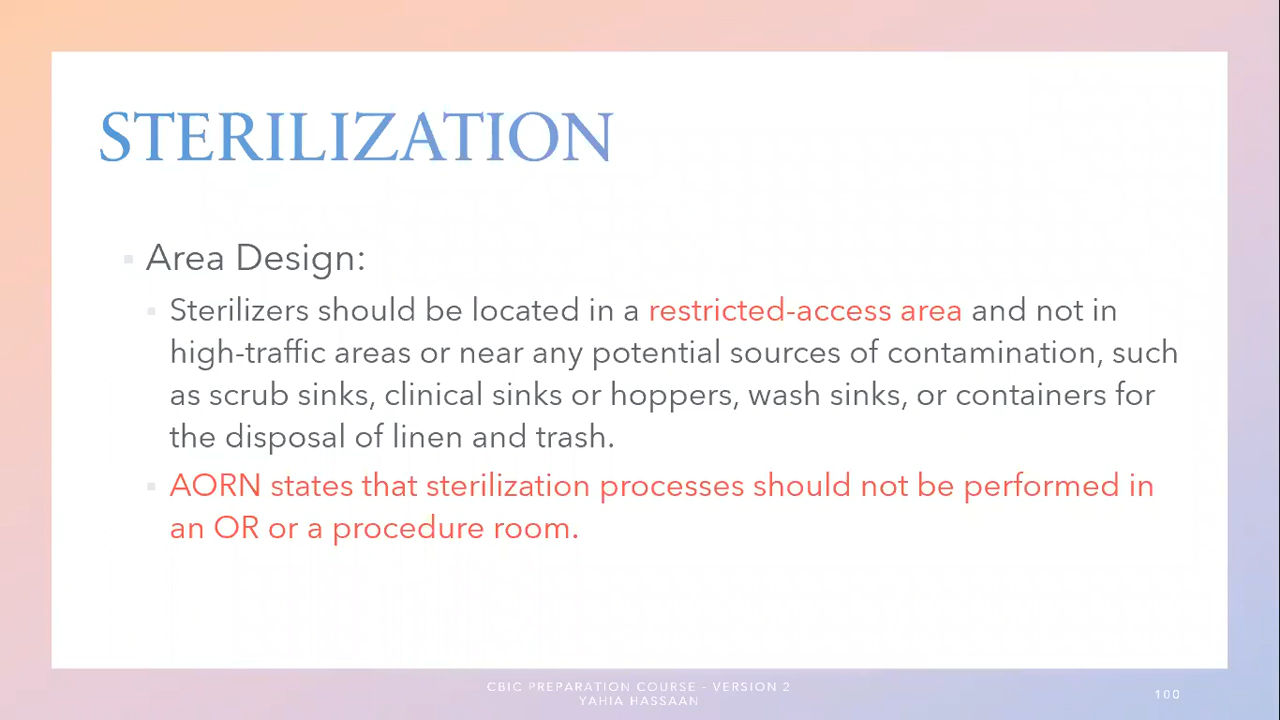 STERILIZATION
Area Design:
Sterilizers should be located in a restricted-access area and not in
high-traffic areas or near any potential sources of contamination, such
as scrub sinks, clinical sinks or hoppers, wash sinks, or containers for
the disposal of linen and trash.
AORN states that sterilization processes should not be performed in
an OR or a procedure room.
CBIC PREPARATION COURSE - VERSION 2
YAHIA HASSAAN
100